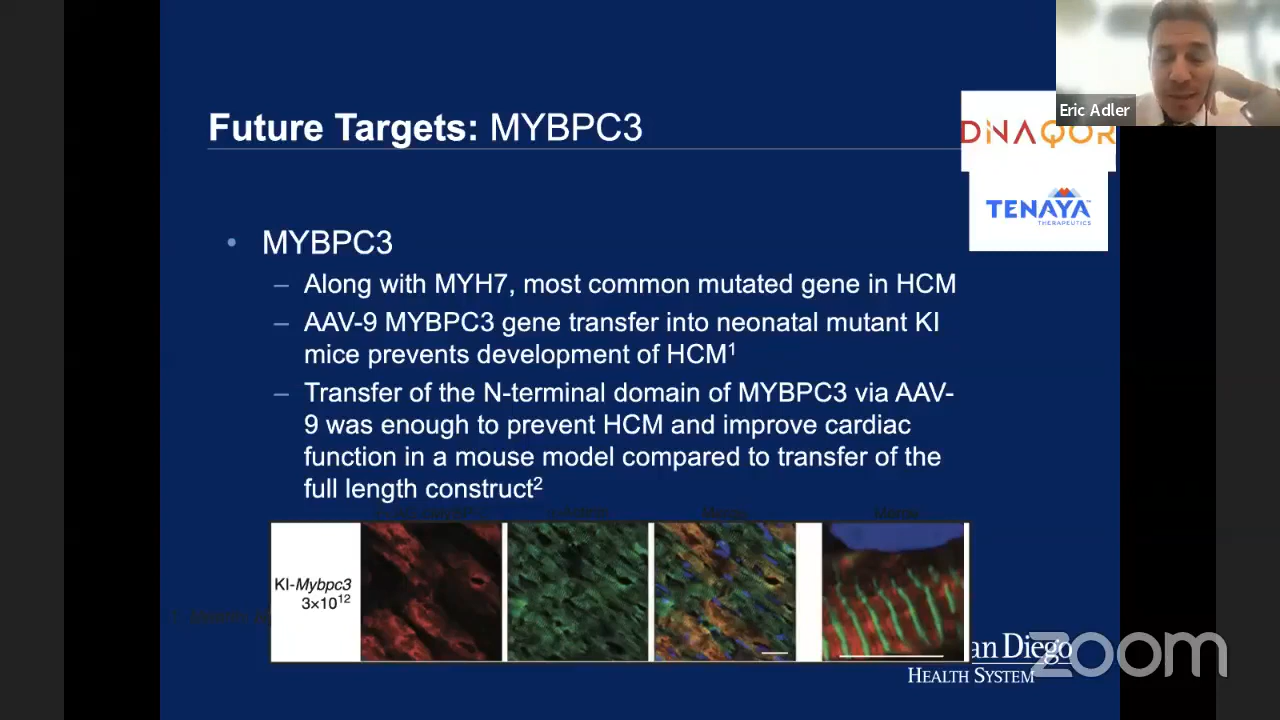 Eric Adler
Future Targets: MYBPC3
DNAQOR
TENAYA
THERAPEUTICS
• MYBPC3
– Along with MYH7, most common mutated gene in HCM
– AAV-9 MYBPC3 gene transfer into neonatal mutant KI
mice prevents development of HCM¹
– Transfer of the N-terminal domain of MYBPC3 via AAV-
9 was enough to prevent HCM and improve cardiac
function in a mouse model compared to transfer of the
full length construct²
Merge
KI-Mybpc3
3×10¹²
an Diego
HEALTH SYSTEM
zoom